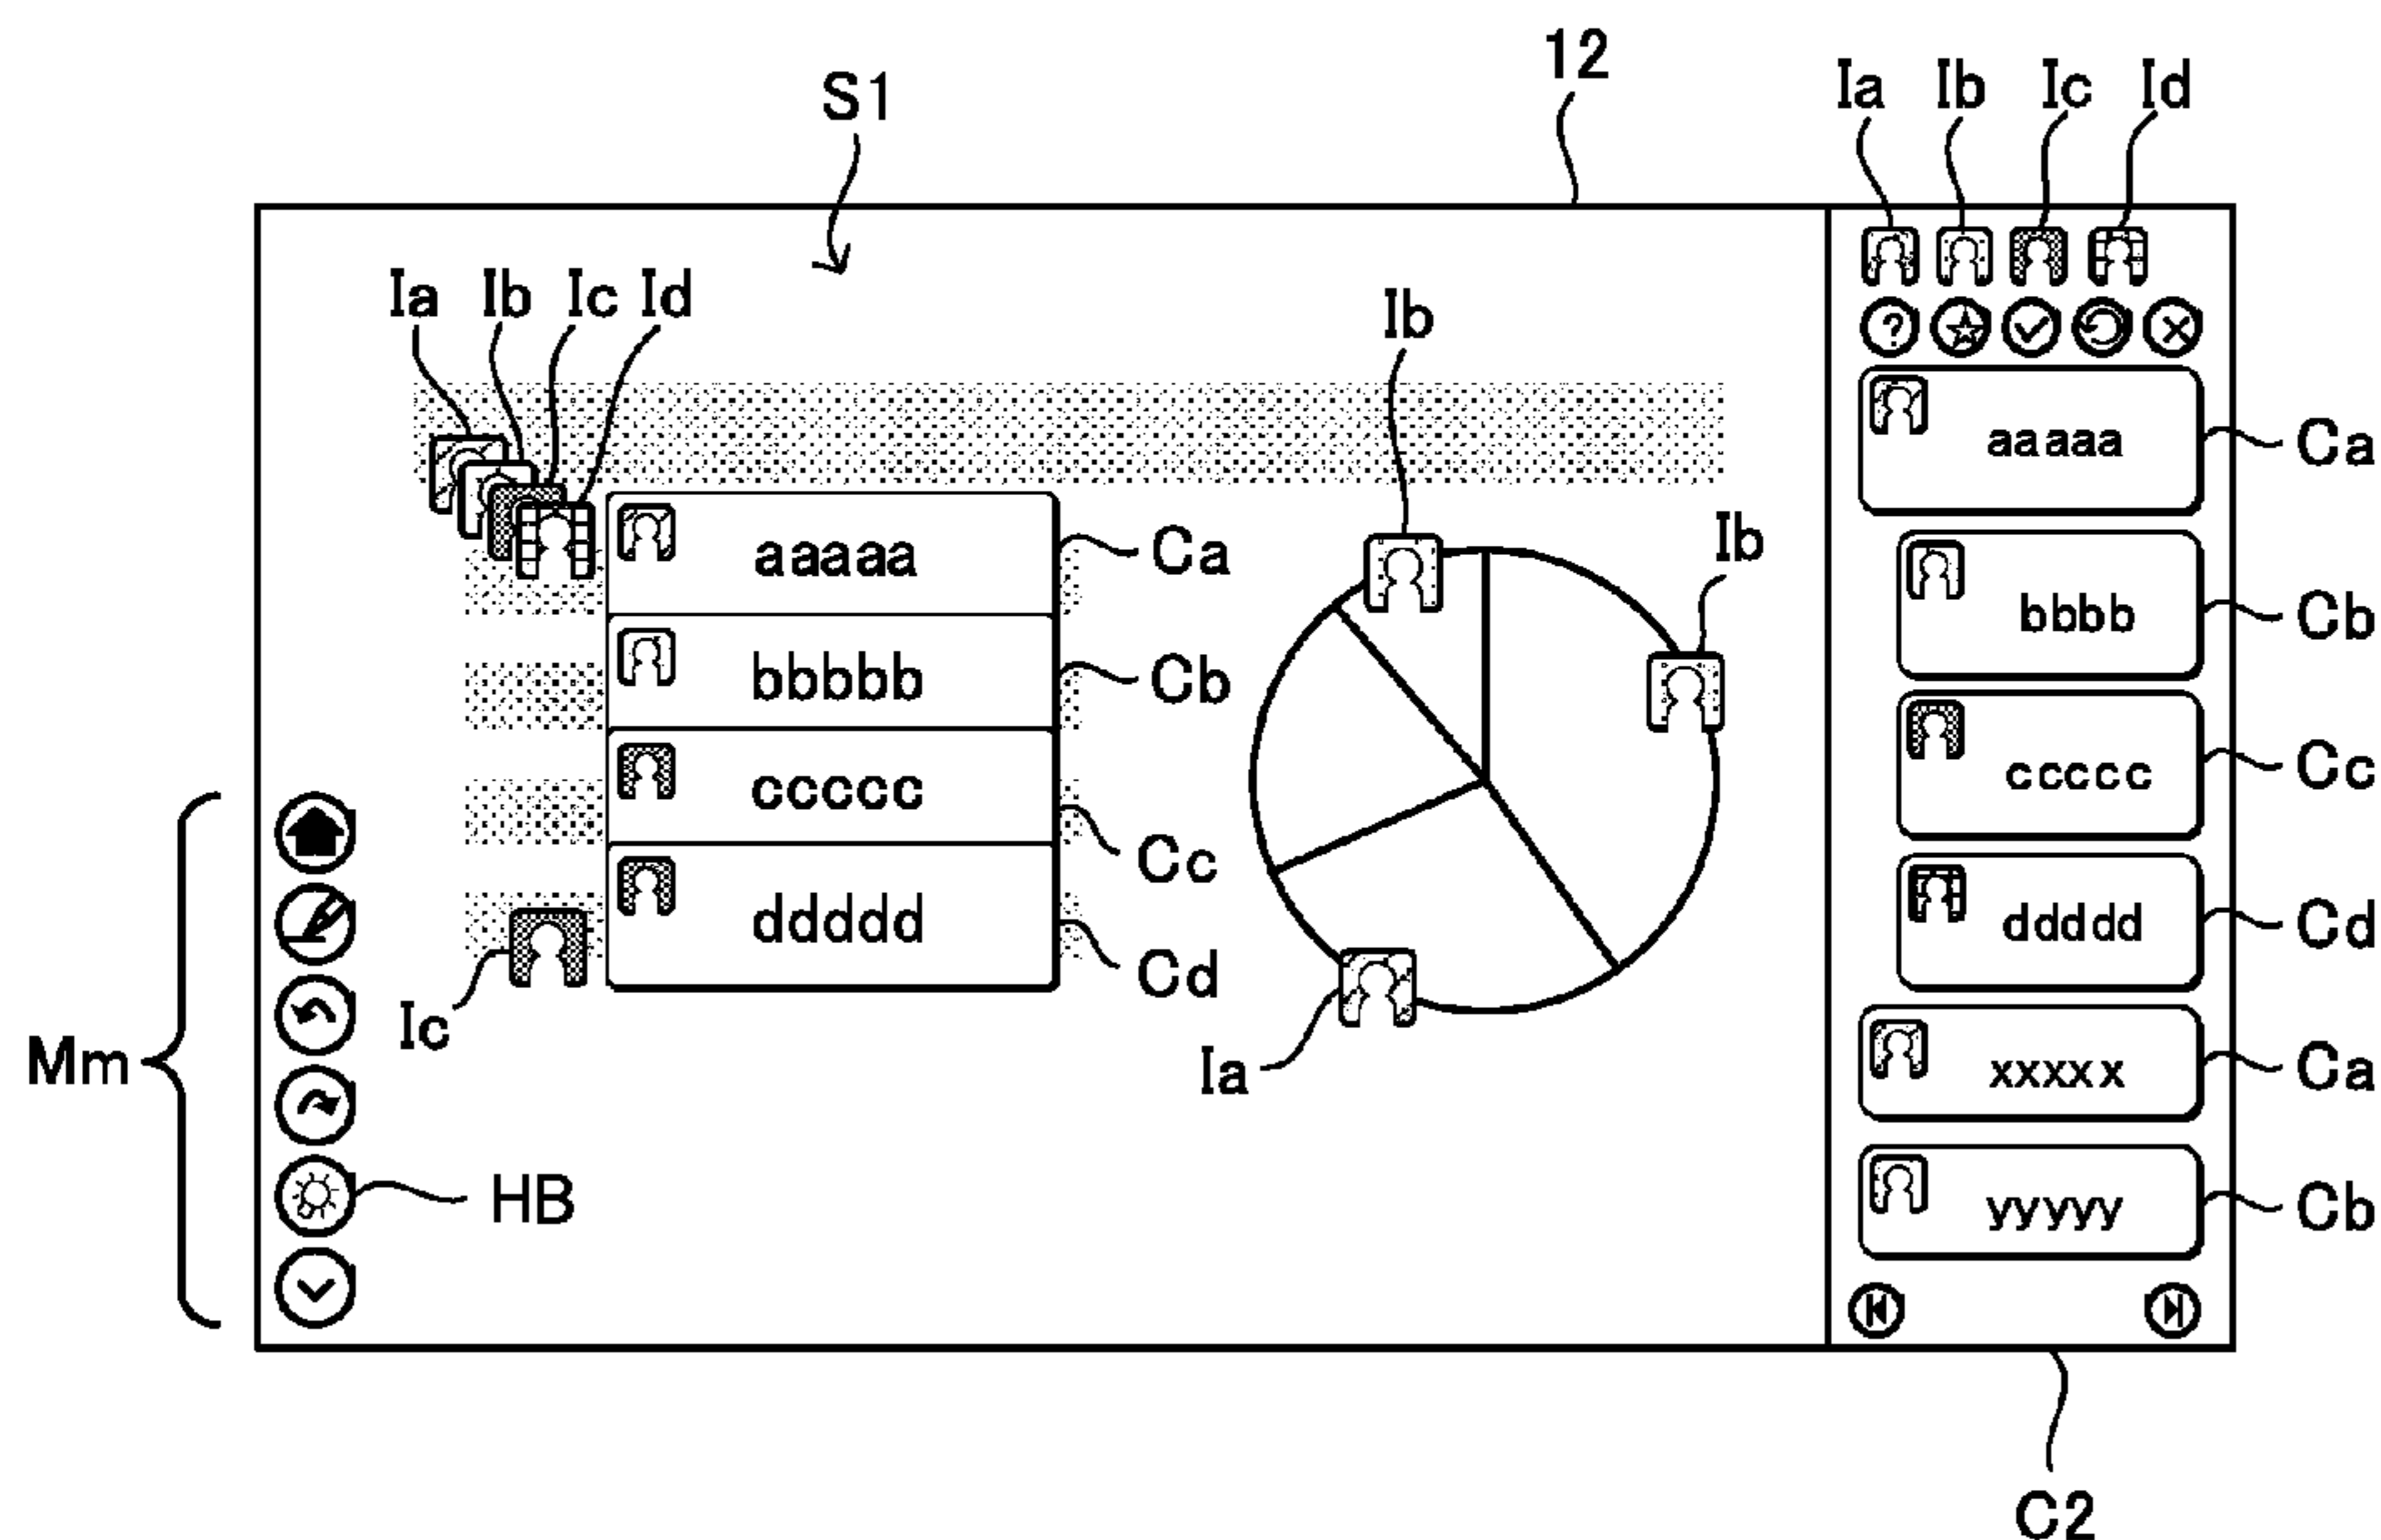 12
S1
Ia Ib Ic Id
Ia Ib Ic Id
Ib
Ib
?
aaaaa
Ca
bbbb
Cb
ccccc
Cc
ddddd
Cd
xxxxx
Ca
yyyyy
Cb
aaaaa
Ca
bbbbb
Cb
ccccc
Cc
ddddd
Cd
Ic
Ia
Mm
HB
C2